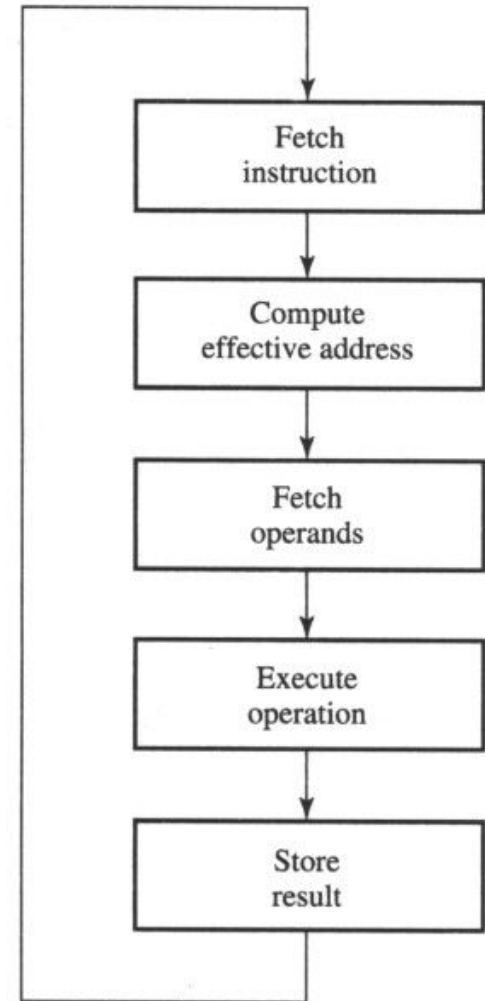 Fetch
instruction
Compute
effective address
Fetch
operands
Execute
operation
Store
result